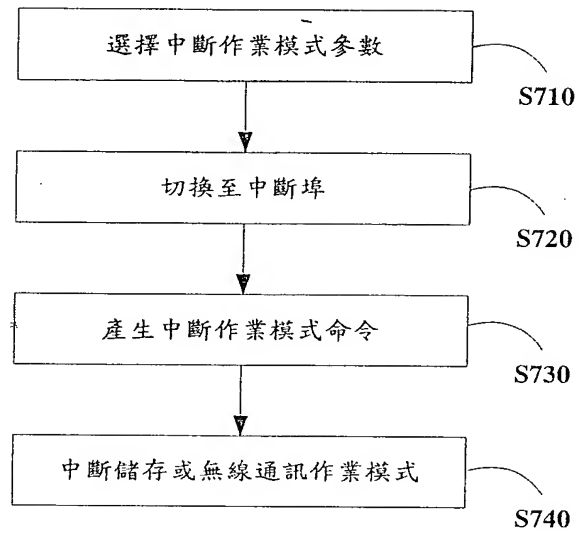 選擇中斷作業模式參數
S710
切換至中斷埠
S720
產生中斷作業模式命令
S730
中斷儲存或無線通訊作業模式
S740